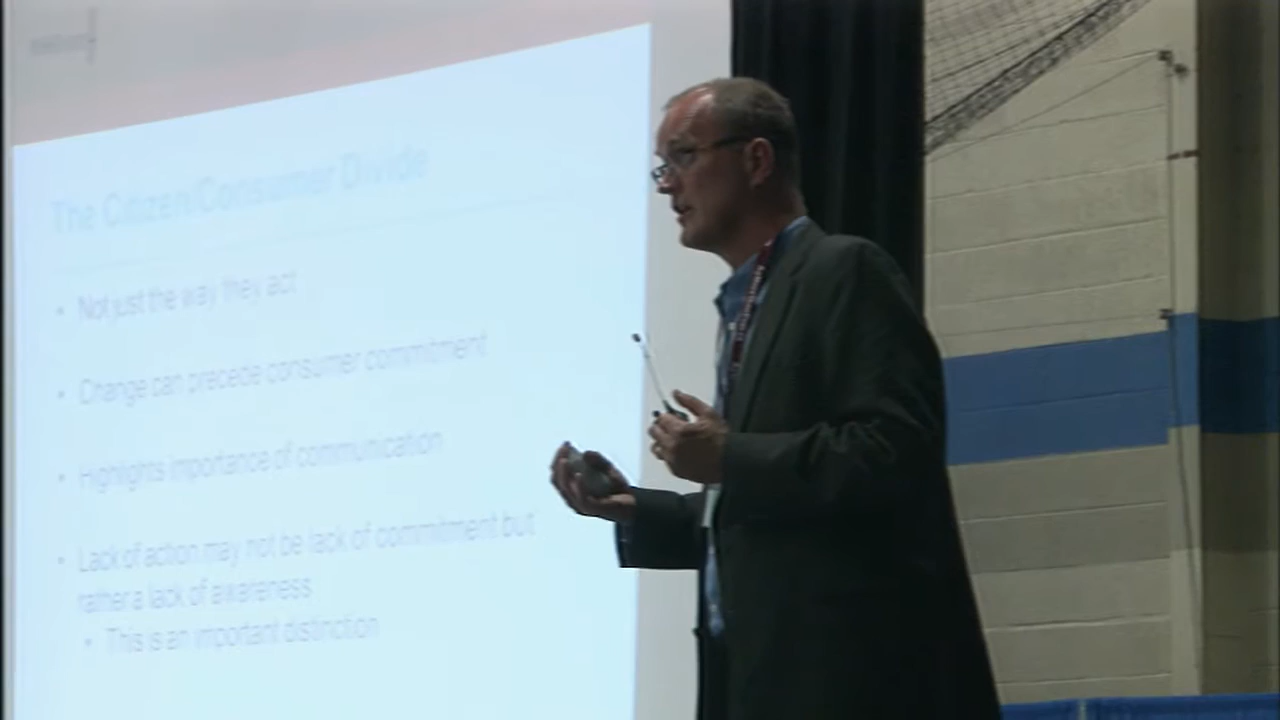 The Citizen/Consumer Divide
• Not just the way they act
• Change can precede consumer commitment
• Highlights importance of communication
• Lack of action may not be lack of commitment but
rather a lack of awareness
• This is an important distinction